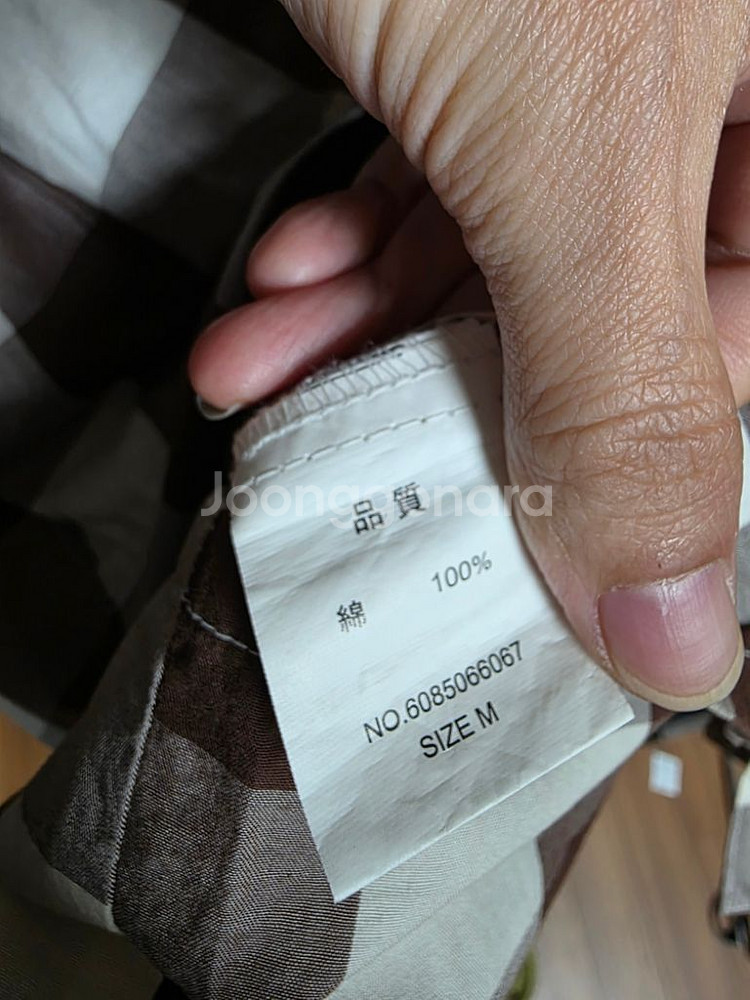 Joonggonara
品質
綿 100%
NO.6085066067
SIZE M